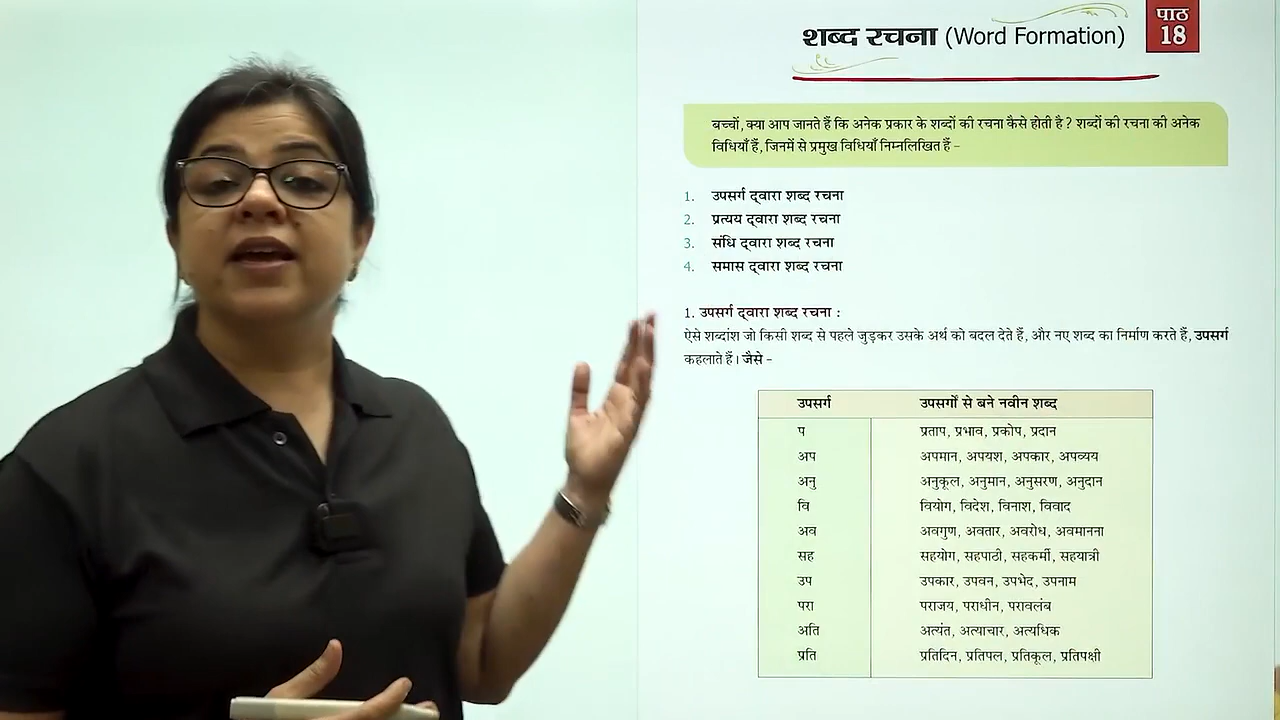 पाठ
18
शब्द रचना (Word Formation)
बच्चों, क्या आप जानते हैं कि अनेक प्रकार के शब्दों की रचना कैसे होती है ? शब्दों की रचना की अनेक
विधियाँ हैं, जिनमें से प्रमुख विधियाँ निम्नलिखित हैं –
1. उपसर्ग द्वारा शब्द रचना
2. प्रत्यय द्वारा शब्द रचना
3. संधि द्वारा शब्द रचना
4. समास द्वारा शब्द रचना
1. उपसर्ग द्वारा शब्द रचना :
ऐसे शब्दांश जो किसी शब्द से पहले जुड़कर उसके अर्थ को बदल देते हैं, और नए शब्द का निर्माण करते हैं, उपसर्ग
कहलाते हैं। जैसे –
उपसर्ग उपसर्गों से बने नवीन शब्द
प प्रताप, प्रभाव, प्रकोप, प्रदान
अप अपमान, अपयश, अपकार, अपव्यय
अनु अनुकूल, अनुमान, अनुसरण, अनुदान
वि वियोग, विदेश, विनाश, विवाद
अव अवगुण, अवतार, अवरोध, अवमानना
सह सहयोग, सहपाठी, सहकर्मी, सहयात्री
उप उपकार, उपवन, उपभेद, उपनाम
परा पराजय, पराधीन, परावलंब
अति अत्यंत, अत्याचार, अत्यधिक
प्रति प्रतिदिन, प्रतिपल, प्रतिकूल, प्रतिपक्षी